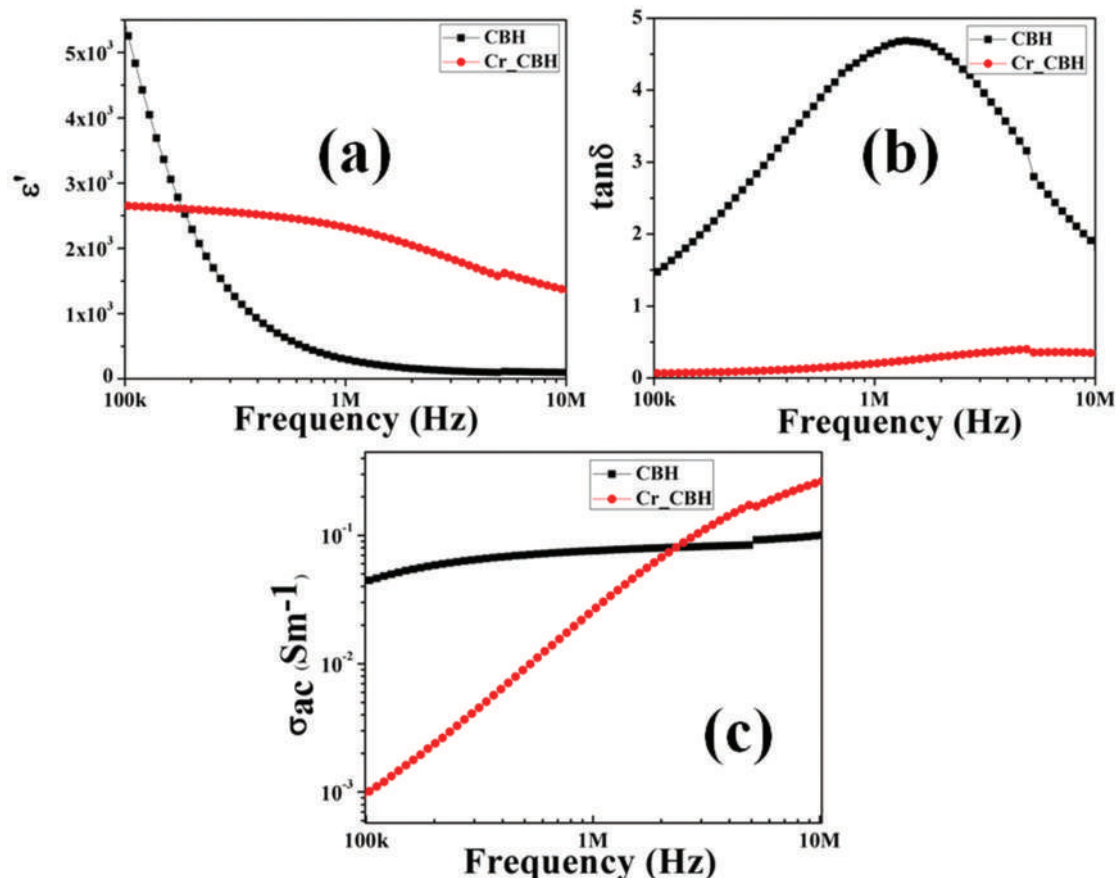 CBH
Cr_CBH
5x10³
4x10³
3x10³
2x10³
1x10³
0
ε'
(a)
100k
1M
10M
Frequency (Hz)
CBH
Cr_CBH
5
4
3
2
1
0
tanδ
(b)
100k
1M
10M
Frequency (Hz)
CBH
Cr_CBH
10⁻¹
10⁻²
10⁻³
σac (Sm⁻¹)
(c)
100k
1M
10M
Frequency (Hz)